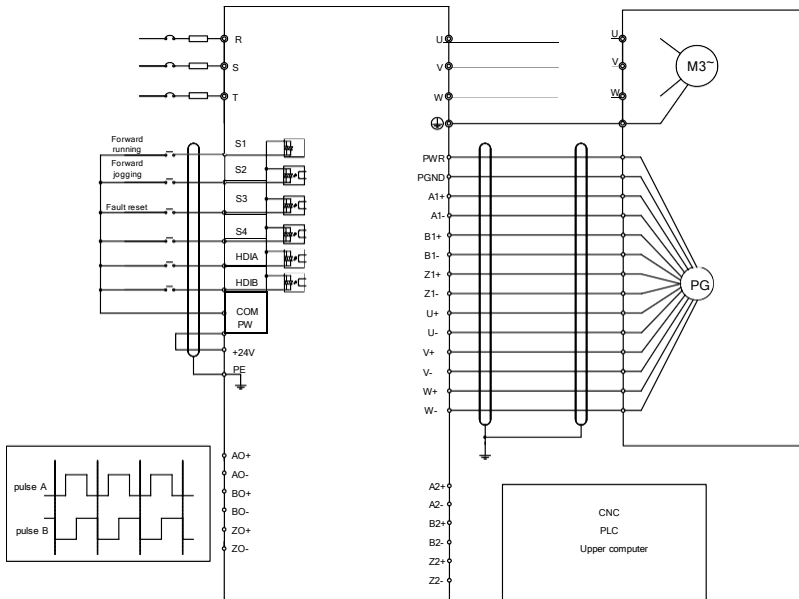 R
S
T
U
V
W
U
V
W
M3~
Forward
running
Forward
jogging
Fault reset
S1
S2
S3
S4
HDIA
HDIB
COM
PW
+24V
PE
PWR
PGND
A1+
A1-
B1+
B1-
Z1+
Z1-
U+
U-
V+
V-
W+
W-
PG
pulse A
pulse B
AO+
AO-
BO+
BO-
ZO+
ZO-
A2+
A2-
B2+
B2-
Z2+
Z2-
CNC
PLC
Upper computer